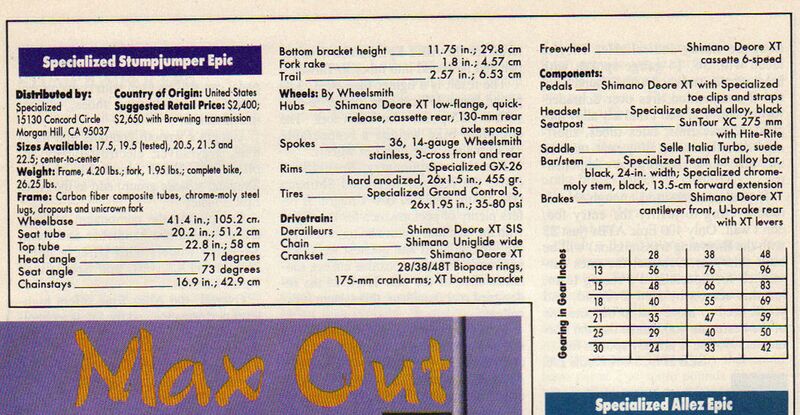 Specialized Stumpjumper Epic
Distributed by:
Specialized
15130 Concord Circle
Morgan Hill, CA 95037
Country of Origin: United States
Suggested Retail Price: $2,400;
$2,650 with Browning transmission
Sizes Available: 17.5, 19.5 (tested), 20.5, 21.5 and
22.5; center-to-center
Weight: Frame, 4.20 lbs.; fork, 1.95 lbs.; complete bike,
26.25 lbs.
Frame: Carbon fiber composite tubes, chrome-moly steel
lugs, dropouts and unicrown fork
Wheelbase 41.4 in.; 105.2 cm.
Seat tube 20.2 in.; 51.2 cm
Top tube 22.8 in.; 58 cm
Head angle 71 degrees
Seat angle 73 degrees
Chainstays 16.9 in.; 42.9 cm
Bottom bracket height 11.75 in.; 29.8 cm
Fork rake 1.8 in.; 4.57 cm
Trail 2.57 in.; 6.53 cm
Wheels: By Wheelsmith
Hubs Shimano Deore XT low-flange, quick-
release, cassette rear, 130-mm rear
axle spacing
Spokes 36, 14-gauge Wheelsmith
stainless, 3-cross front and rear
Rims Specialized GX-26
hard anodized, 26x1.5 in., 455 gr.
Tires Specialized Ground Control S,
26x1.95 in.; 35-80 psi
Drivetrain:
Derailleurs Shimano Deore XT SIS
Chain Shimano Uniglide wide
Crankset Shimano Deore XT
28/38/48T Biopace rings,
175-mm crankarms; XT bottom bracket
Freewheel Shimano Deore XT
cassette 6-speed
Components:
Pedals Shimano Deore XT with Specialized
toe clips and straps
Headset Specialized sealed alloy, black
Seatpost SunTour XC 275 mm
with Hite-Rite
Saddle Selle Italia Turbo, suede
Bar/stem Specialized Team flat alloy bar,
black, 24-in. width; Specialized chrome-
moly stem, black, 13.5-cm forward extension
Brakes Shimano Deore XT
cantilever front, U-brake rear
with XT levers
Gearing in Gear Inches
28 38 48
13 56 76 96
15 48 66 83
18 40 55 69
21 35 47 59
25 29 40 50
30 24 33 42
Max Out
Specialized Allez Epic